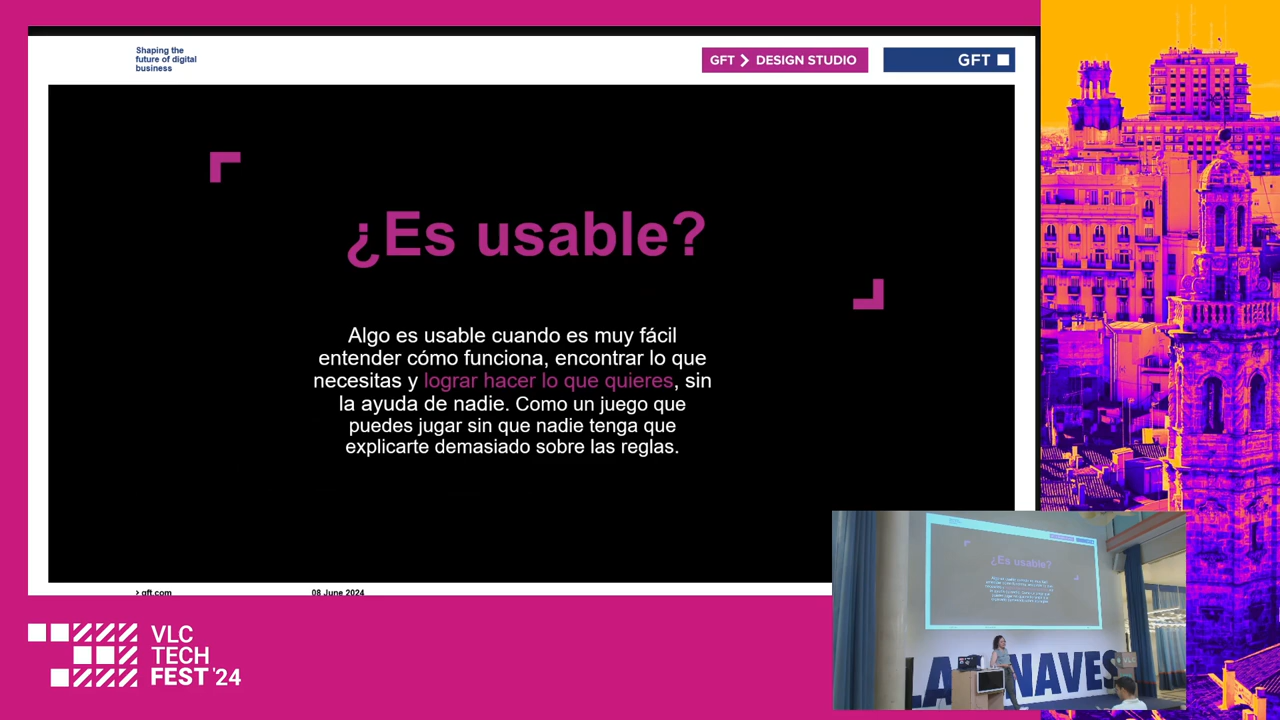 Shaping the
future of digital
business
GFT > DESIGN STUDIO
GFT
¿Es usable?
Algo es usable cuando es muy fácil
entender cómo funciona, encontrar lo que
necesitas y lograr hacer lo que quieres, sin
la ayuda de nadie. Como un juego que
puedes jugar sin que nadie tenga que
explicarte demasiado sobre las reglas.
> gft.com
08 June 2024
VLC
TECH
FEST '24
¿Es usable?
LA NAVES